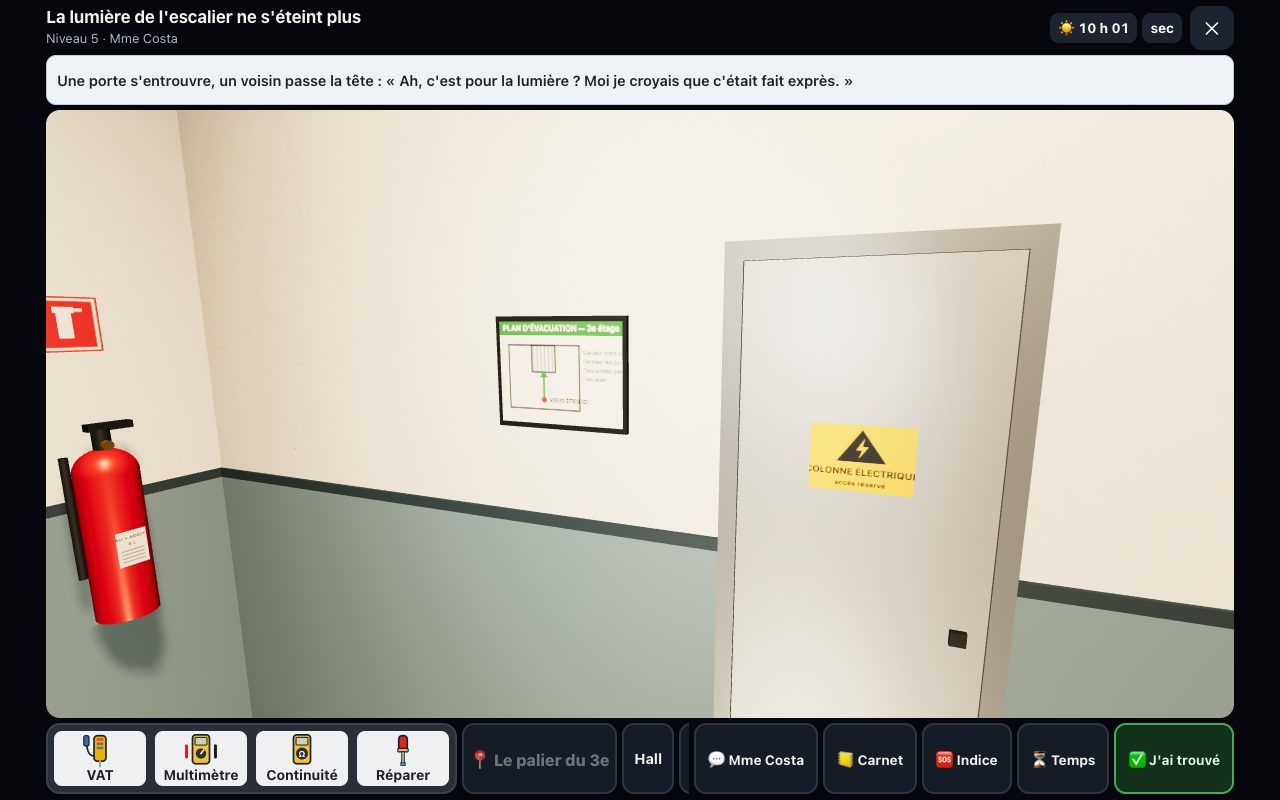 La lumière de l'escalier ne s'éteint plus
Niveau 5 · Mme Costa
10 h 01
sec
Une porte s'entrouvre, un voisin passe la tête : « Ah, c'est pour la lumière ? Moi je croyais que c'était fait exprès. »
PLAN D'ÉVACUATION — 3e étage
VOUS ÊTES ICI
COLONNE ÉLECTRIQU
accès réservé
VAT
Multimètre
Continuité
Réparer
Le palier du 3e
Hall
Mme Costa
Carnet
SOS
Indice
Temps
J'ai trouvé